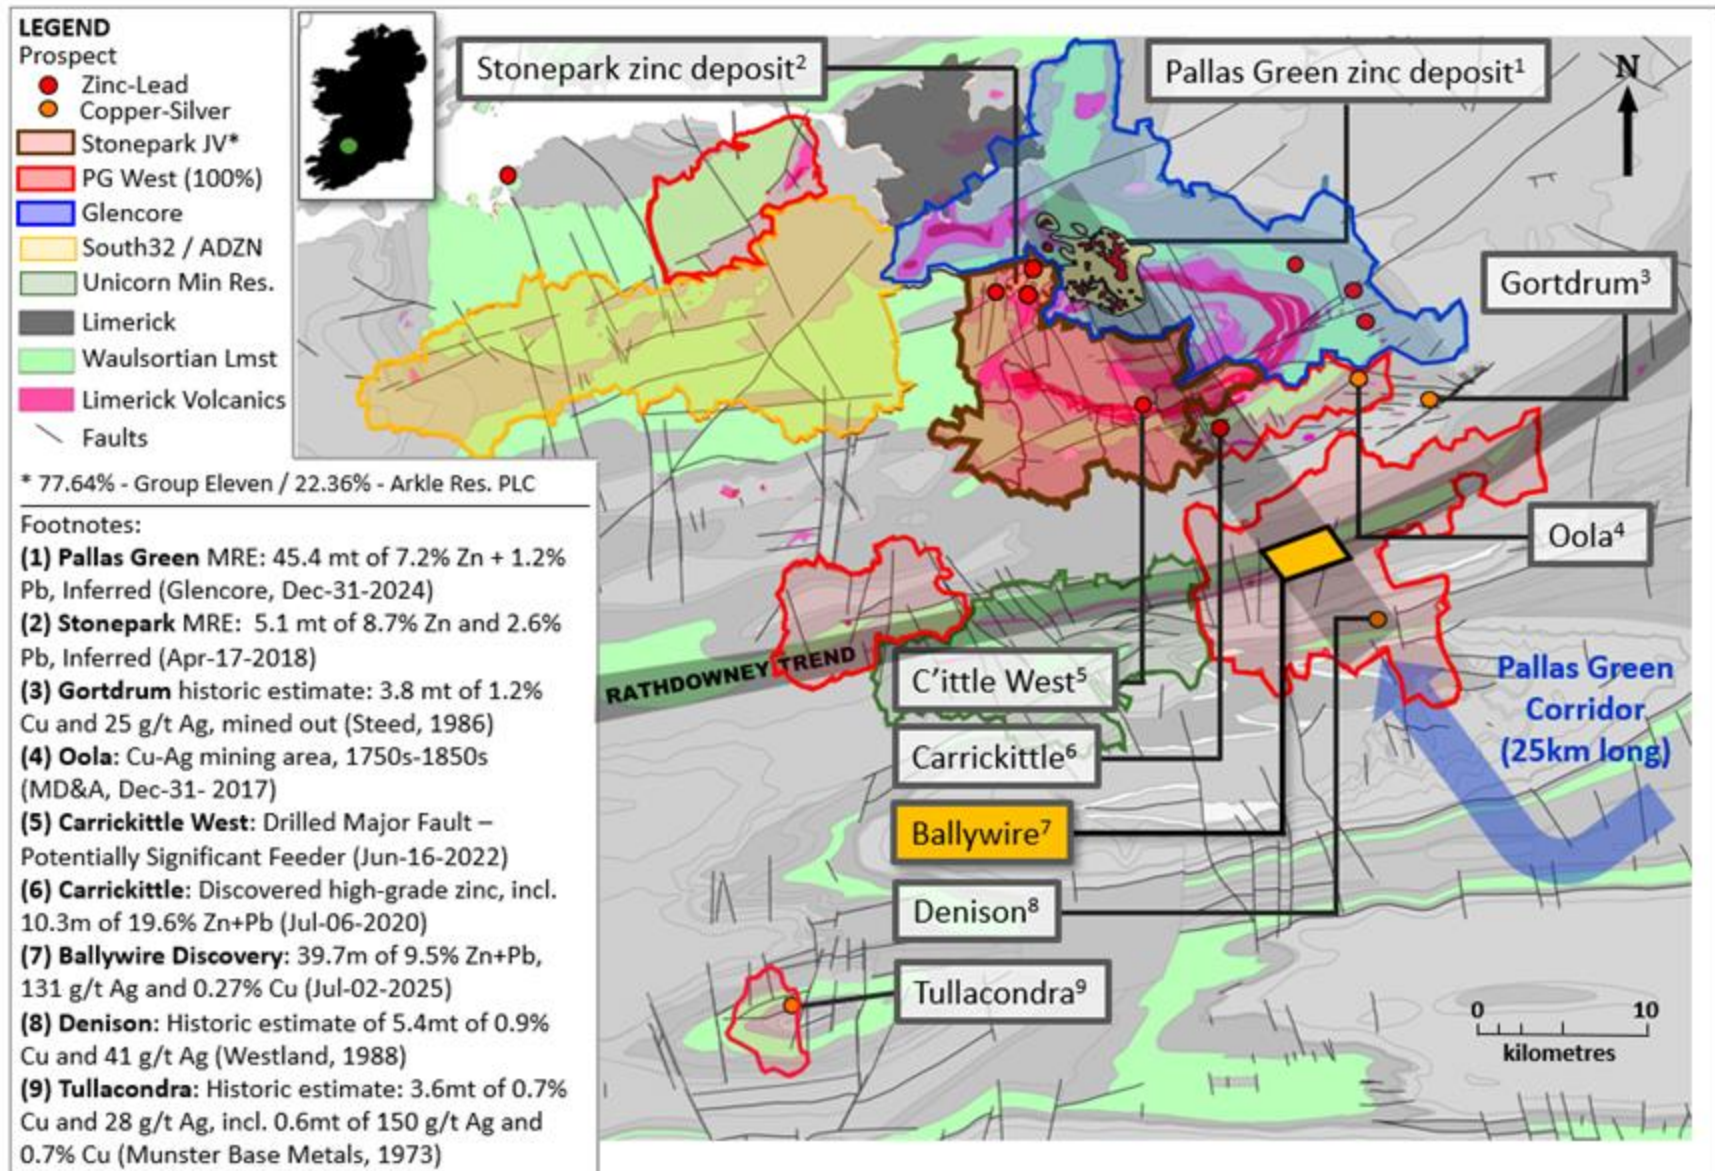 LEGEND
Prospect
Zinc-Lead
Copper-Silver
Stonepark JV*
PG West (100%)
Glencore
South32 / ADZN
Unicorn Min Res.
Limerick
Waulsortian Lmst
Limerick Volcanics
Faults
* 77.64% - Group Eleven / 22.36% - Arkle Res. PLC
Footnotes:
(1) Pallas Green MRE: 45.4 mt of 7.2% Zn + 1.2%
Pb, Inferred (Glencore, Dec-31-2024)
(2) Stonepark MRE: 5.1 mt of 8.7% Zn and 2.6%
Pb, Inferred (Apr-17-2018)
(3) Gortdrum historic estimate: 3.8 mt of 1.2%
Cu and 25 g/t Ag, mined out (Steed, 1986)
(4) Oola: Cu-Ag mining area, 1750s-1850s
(MD&A, Dec-31- 2017)
(5) Carrickittle West: Drilled Major Fault –
Potentially Significant Feeder (Jun-16-2022)
(6) Carrickittle: Discovered high-grade zinc, incl.
10.3m of 19.6% Zn+Pb (Jul-06-2020)
(7) Ballywire Discovery: 39.7m of 9.5% Zn+Pb,
131 g/t Ag and 0.27% Cu (Jul-02-2025)
(8) Denison: Historic estimate of 5.4mt of 0.9%
Cu and 41 g/t Ag (Westland, 1988)
(9) Tullacondra: Historic estimate: 3.6mt of 0.7%
Cu and 28 g/t Ag, incl. 0.6mt of 150 g/t Ag and
0.7% Cu (Munster Base Metals, 1973)
Stonepark zinc deposit²
Pallas Green zinc deposit¹
N
Gortdrum³
Oola⁴
RATHDOWNEY TREND
C'ittle West⁵
Carrickittle⁶
Ballywire⁷
Denison⁸
Tullacondra⁹
Pallas Green
Corridor
(25km long)
0 10
kilometres